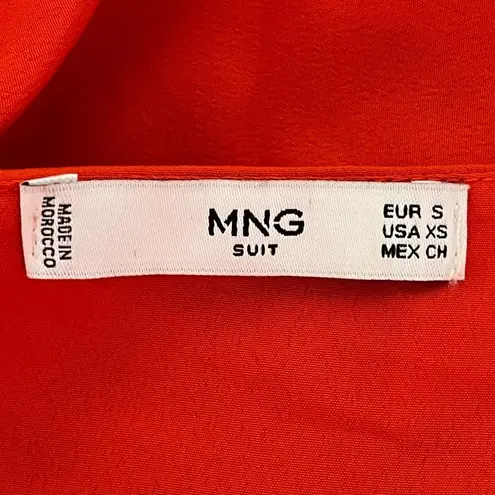 MADE IN
MOROCCO
MNG
SUIT
EUR S
USA XS
MEX CH